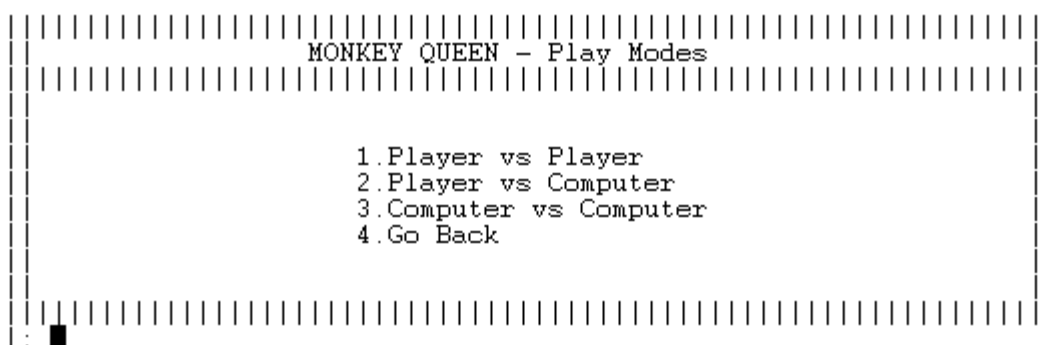 MONKEY QUEEN - Play Modes
1.Player vs Player
2.Player vs Computer
3.Computer vs Computer
4.Go Back
|: